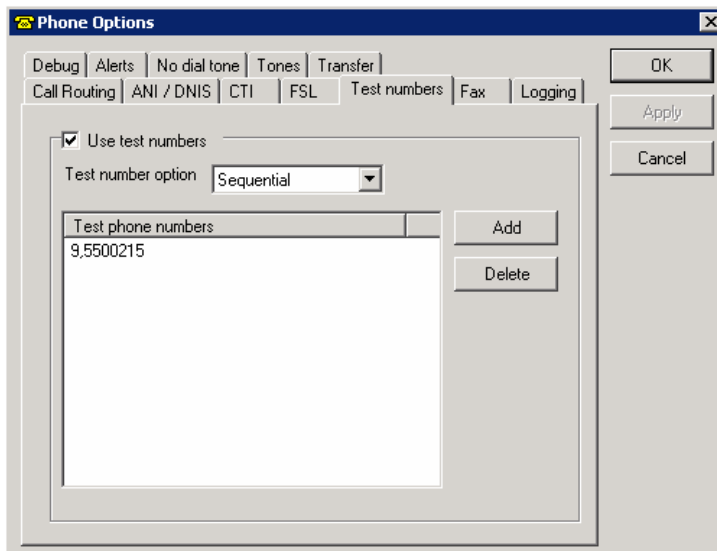 Phone Options
Debug Alerts No dial tone Tones Transfer
Call Routing ANI / DNIS CTI FSL Test numbers Fax Logging
OK
Apply
Cancel
Use test numbers
Test number option Sequential
Test phone numbers
9,5500215
Add
Delete